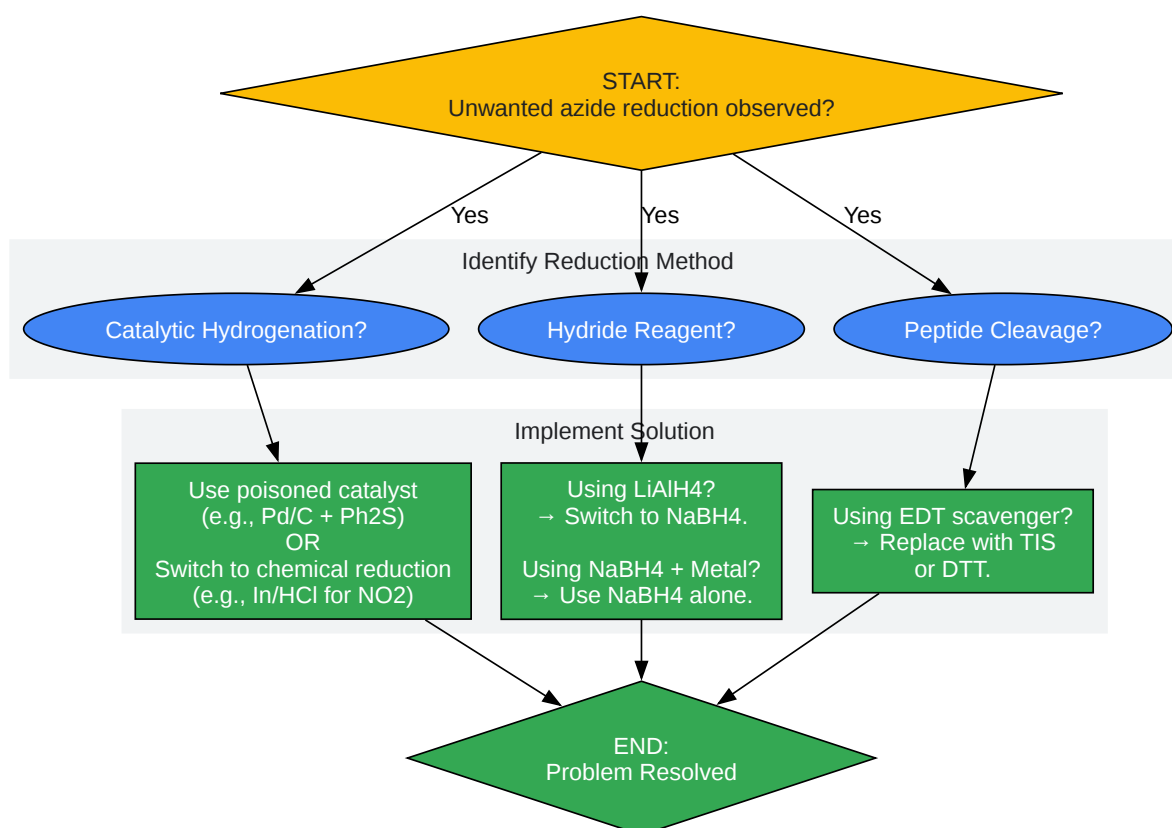 START:
Unwanted azide reduction observed?
Yes
Yes
Yes
Identify Reduction Method
Catalytic Hydrogenation?
Hydride Reagent?
Peptide Cleavage?
Implement Solution
Use poisoned catalyst
(e.g., Pd/C + Ph2S)
OR
Switch to chemical reduction
(e.g., In/HCl for NO2)
Using LiAlH4?
→ Switch to NaBH4.
Using NaBH4 + Metal?
→ Use NaBH4 alone.
Using EDT scavenger?
→ Replace with TIS
or DTT.
END:
Problem Resolved